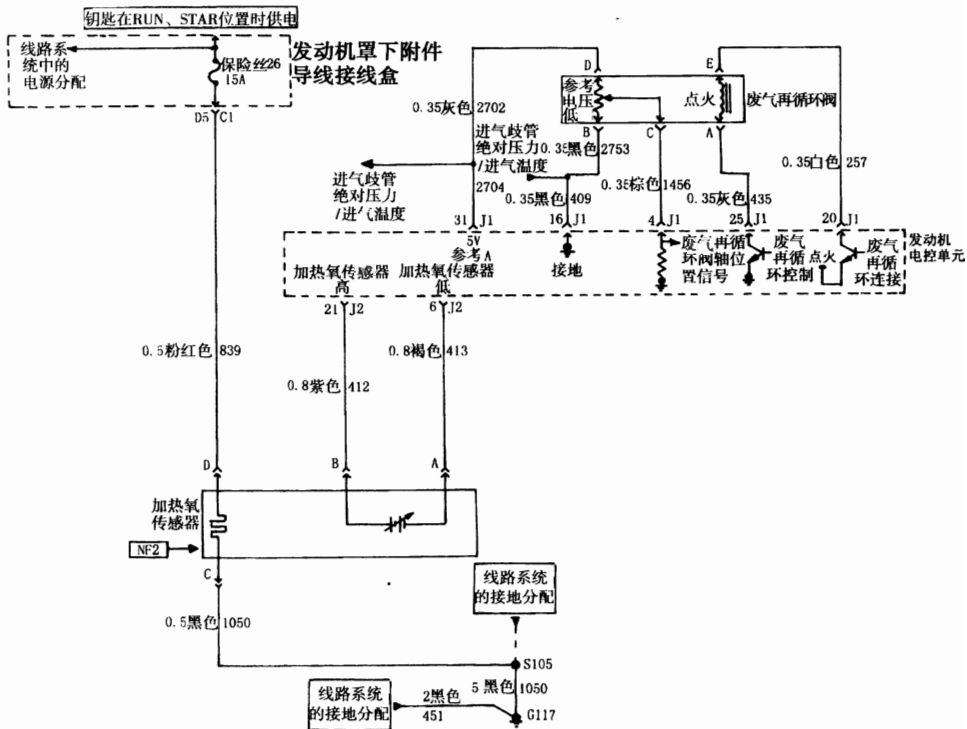 钥匙在RUN、STAR位置时供电
线路系
统中的
电源分配
保险丝26
15A
发动机罩下附件
导线接线盒
D5 C1
D
E
参考
电压
低
点火
废气再循环阀
B
C
A
0.35灰色 2702
进气歧管
绝对压力
/进气温度
0.35黑色 2753
0.35白色 257
进气歧管
绝对压力
/进气温度
2704
0.35黑色 409
0.35棕色 1456
0.35灰色 435
31 J1
16 J1
4 J1
25 J1
20 J1
发动机
电控单元
5V
参考A
接地
废气再循
环阀轴位
置信号
废气
再循
环控制
点火
废气
再循
环连接
加热氧传感器
高
加热氧传感器
低
21 J2
6 J2
0.5粉红色 839
0.8紫色 412
0.8褐色 413
D
B
A
加热氧
传感器
NF2
C
0.5黑色 1050
线路系统
的接地分配
S105
5 黑色 1050
线路系统
的接地分配
2黑色
451
G117